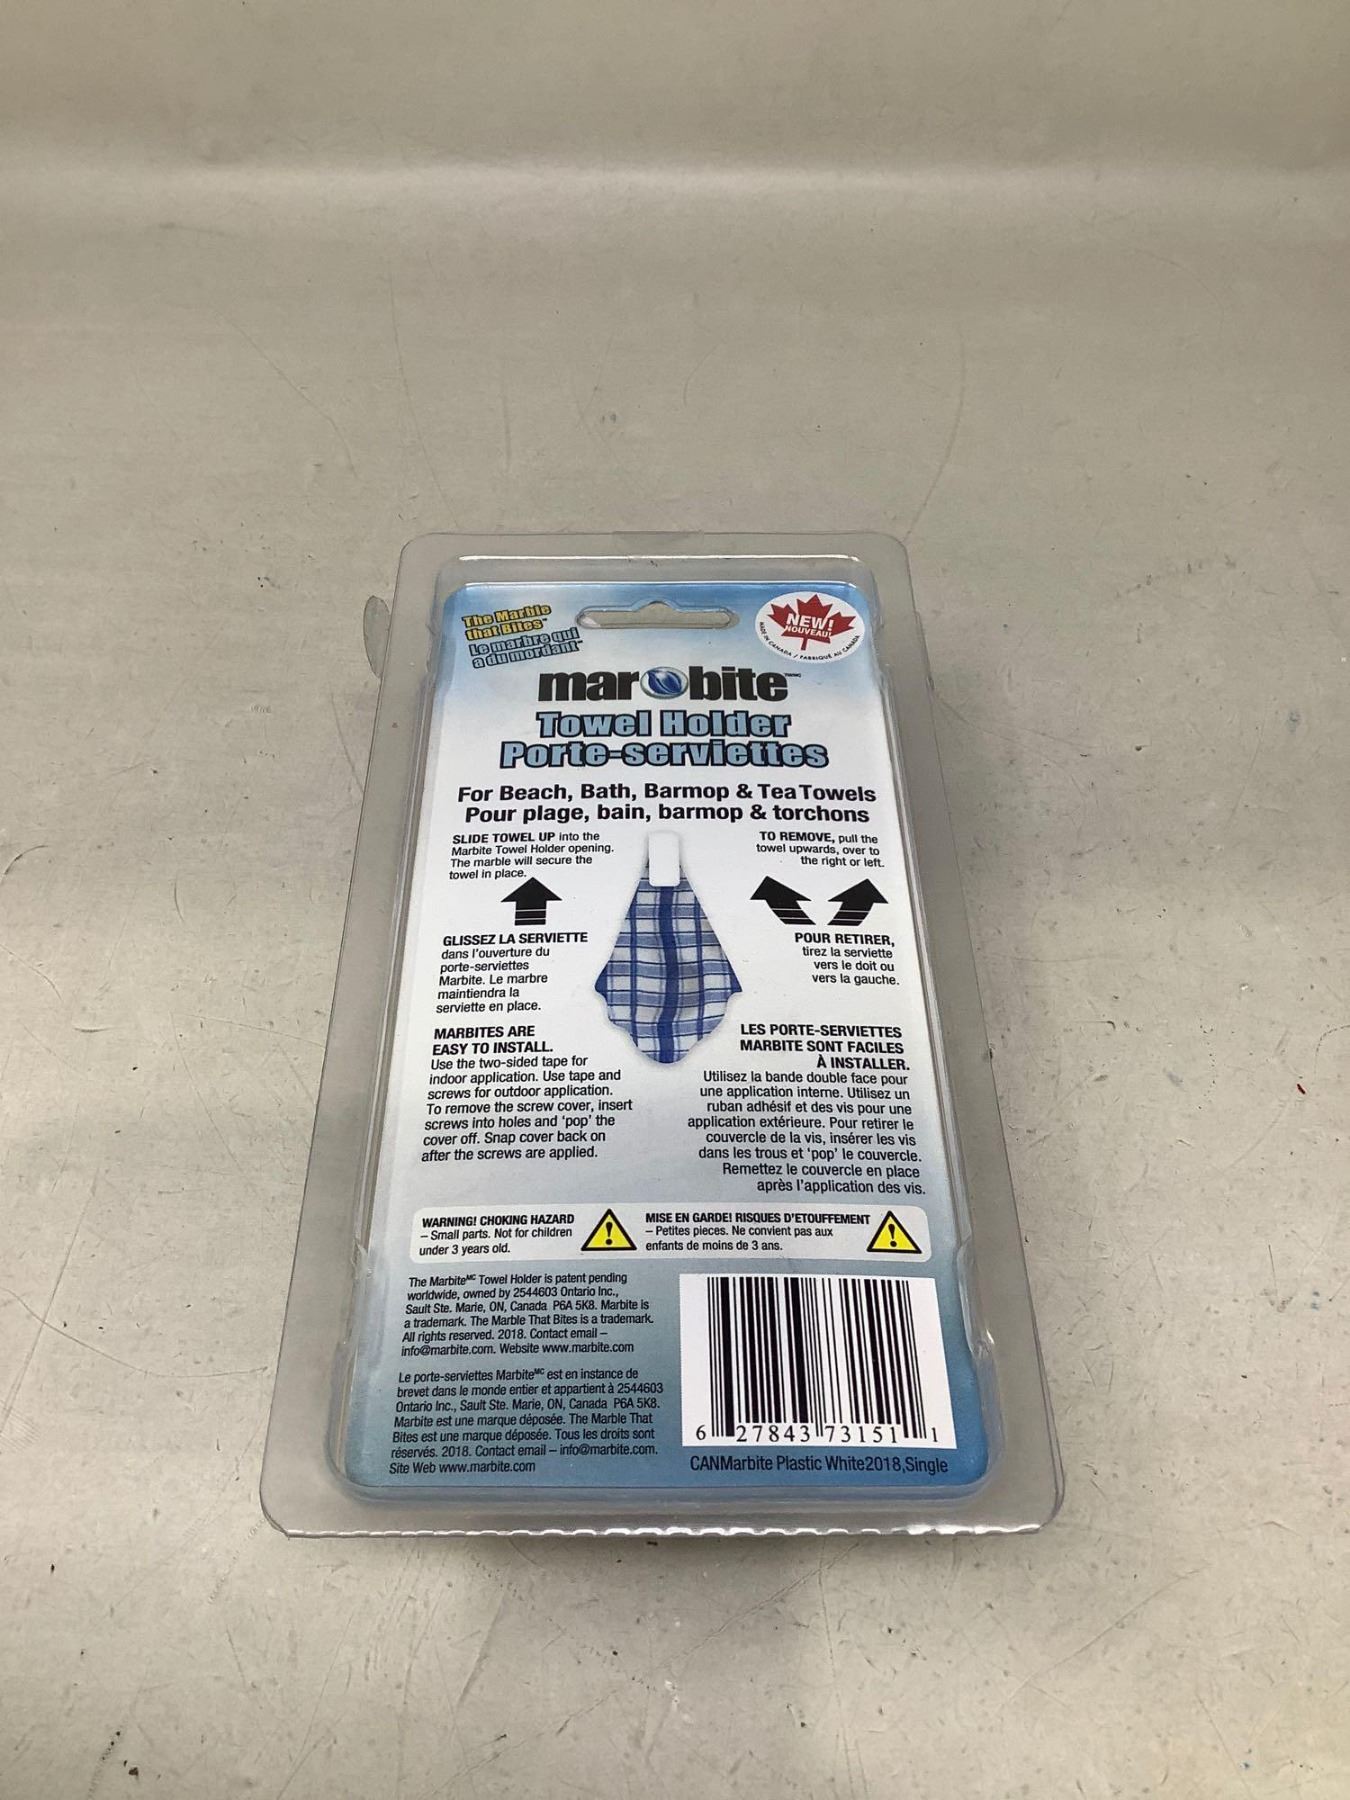 The Marble
that Bites™
Le marbre qui
a du mordant™
NEW!
NOUVEAU!
MADE IN CANADA / FABRIQUÉ AU CANADA
mar bite
Towel Holder
Porte-serviettes
For Beach, Bath, Barmop & Tea Towels
Pour plage, bain, barmop & torchons
SLIDE TOWEL UP into the
Marbite Towel Holder opening.
The marble will secure the
towel in place.
TO REMOVE, pull the
towel upwards, over to
the right or left.
GLISSEZ LA SERVIETTE
dans l'ouverture du
porte-serviettes
Marbite. Le marbre
maintiendra la
serviette en place.
POUR RETIRER,
tirez la serviette
vers le doit ou
vers la gauche.
MARBITES ARE
EASY TO INSTALL.
Use the two-sided tape for
indoor application. Use tape and
screws for outdoor application.
To remove the screw cover, insert
screws into holes and 'pop' the
cover off. Snap cover back on
after the screws are applied.
LES PORTE-SERVIETTES
MARBITE SONT FACILES
À INSTALLER.
Utilisez la bande double face pour
une application interne. Utilisez un
ruban adhésif et des vis pour une
application extérieure. Pour retirer le
couvercle de la vis, insérer les vis
dans les trous et 'pop' le couvercle.
Remettez le couvercle en place
après l'application des vis.
WARNING! CHOKING HAZARD
– Small parts. Not for children
under 3 years old.
MISE EN GARDE! RISQUES D'ETOUFFEMENT
– Petites pieces. Ne convient pas aux
enfants de moins de 3 ans.
The Marbite MC Towel Holder is patent pending
worldwide, owned by 2544603 Ontario Inc.,
Sault Ste. Marie, ON, Canada P6A 5K8. Marbite is
a trademark. The Marble That Bites is a trademark.
All rights reserved. 2018. Contact email –
info@marbite.com. Website www.marbite.com
Le porte-serviettes Marbite MC est en instance de
brevet dans le monde entier et appartient à 2544603
Ontario Inc., Sault Ste. Marie, ON, Canada P6A 5K8.
Marbite est une marque déposée. The Marble That
Bites est une marque déposée. Tous les droits sont
réservés. 2018. Contact email – info@marbite.com.
Site Web www.marbite.com
6 27843 73151 1
CANMarbite Plastic White2018,Single